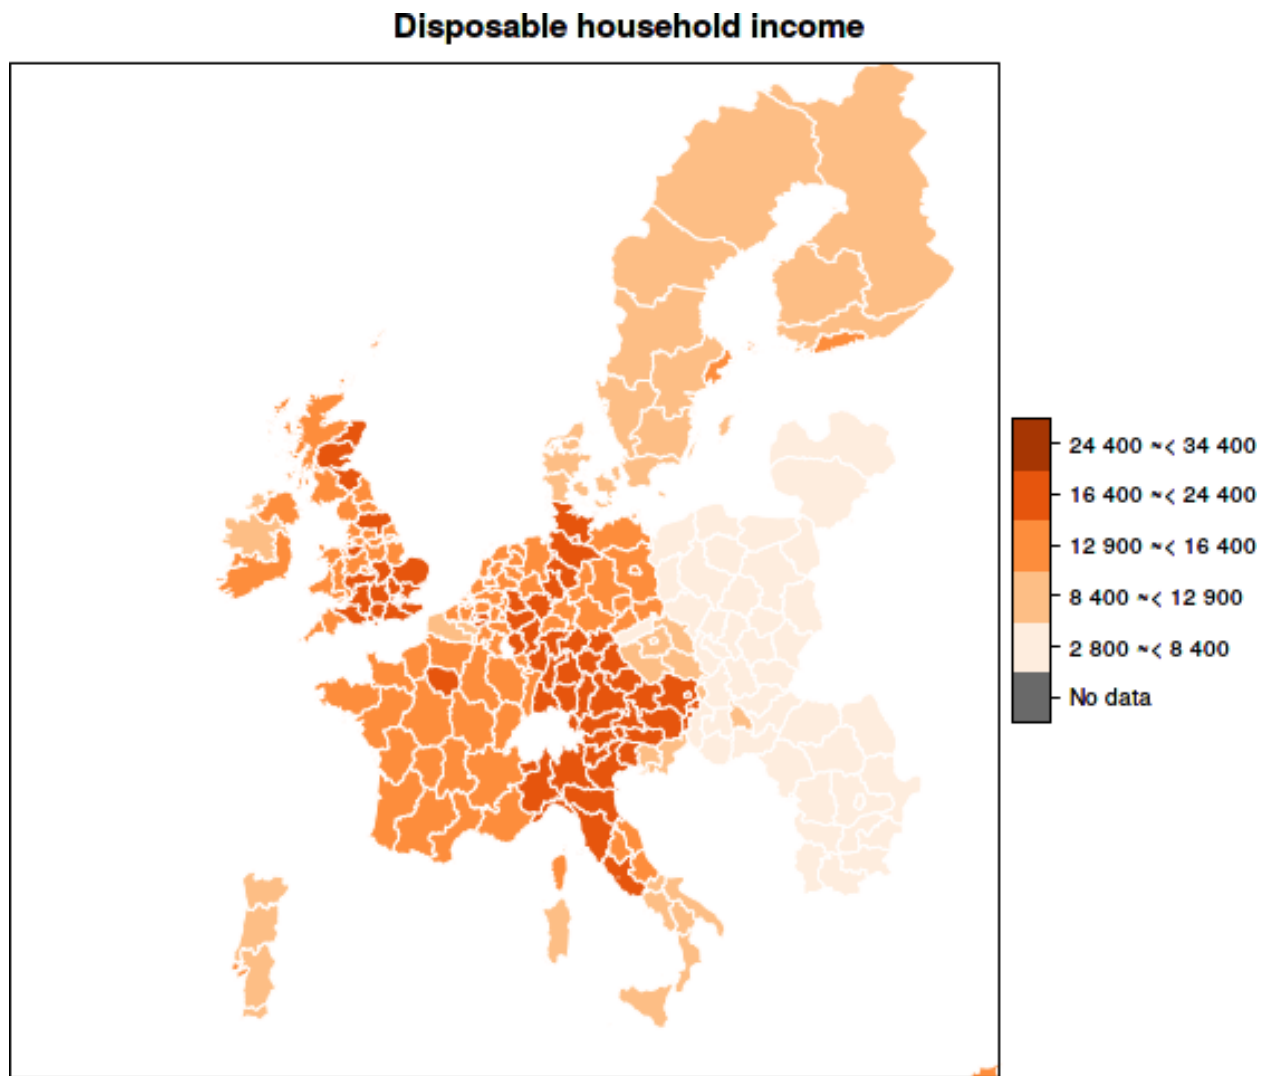 Disposable household income
24 400 ~< 34 400
16 400 ~< 24 400
12 900 ~< 16 400
8 400 ~< 12 900
2 800 ~< 8 400
No data